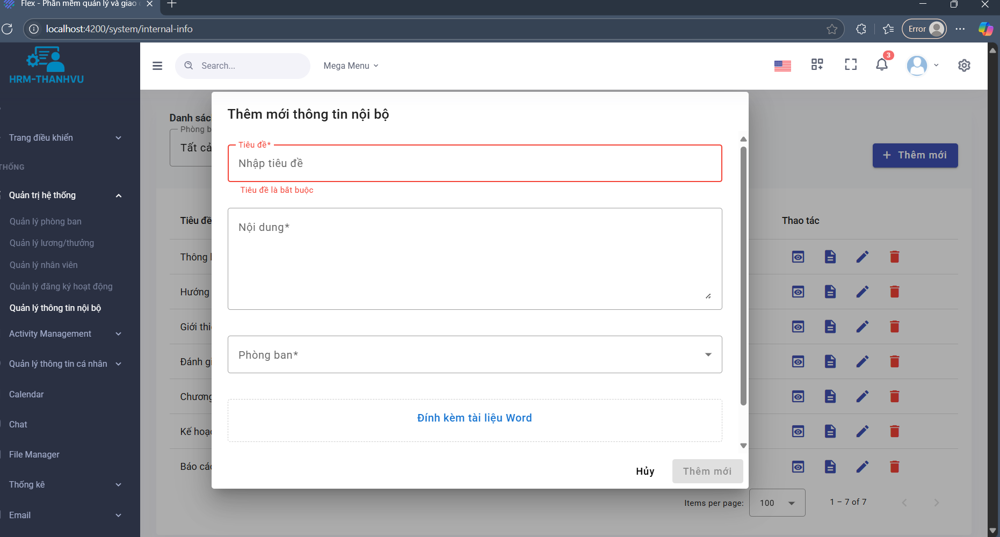 Flex - Phần mềm quản lý và giao
localhost:4200/system/internal-info
Error
HRM-THANHVU
Search...
Mega Menu
3
Trang điều khiển
THỐNG
Quản trị hệ thống
Quản lý phòng ban
Quản lý lương/thưởng
Quản lý nhân viên
Quản lý đăng ký hoạt động
Quản lý thông tin nội bộ
Activity Management
Quản lý thông tin cá nhân
Calendar
Chat
File Manager
Thống kê
Email
Danh sác
Phòng b
Tất cả
Thêm mới
Tiêu đề
Thao tác
Thông
Hướng
Giới thi
Đánh gi
Chương
Kế hoạ
Báo cá
Items per page:
100
1 – 7 of 7
Thêm mới thông tin nội bộ
Tiêu đề*
Nhập tiêu đề
Tiêu đề là bắt buộc
Nội dung*
Phòng ban*
Đính kèm tài liệu Word
Hủy
Thêm mới